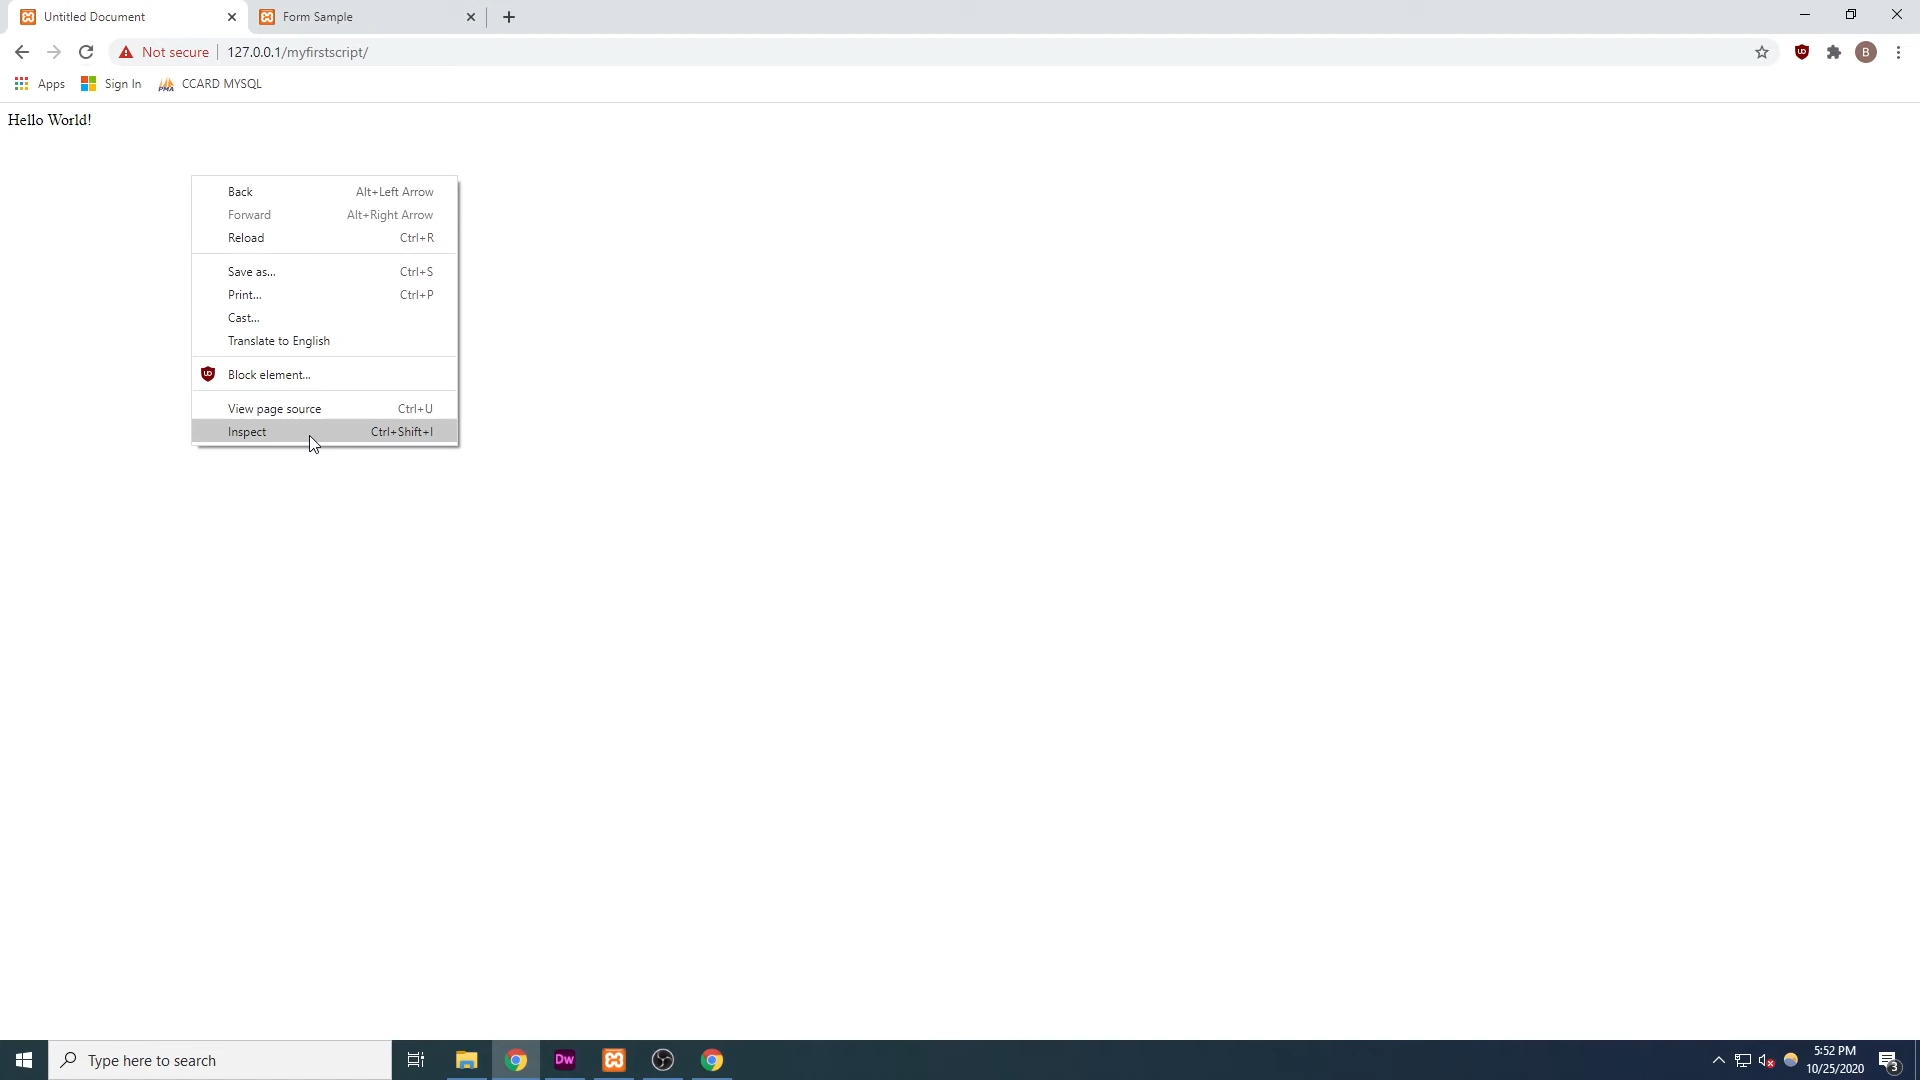 Untitled Document
Form Sample
Not secure
127.0.0.1/myfirstscript/
B
Apps
Sign In
CCARD MYSQL
Hello World!
Back Alt+Left Arrow
Forward Alt+Right Arrow
Reload Ctrl+R
Save as... Ctrl+S
Print... Ctrl+P
Cast...
Translate to English
Block element...
View page source Ctrl+U
Inspect Ctrl+Shift+I
Type here to search
Dw
5:52 PM
10/25/2020
3